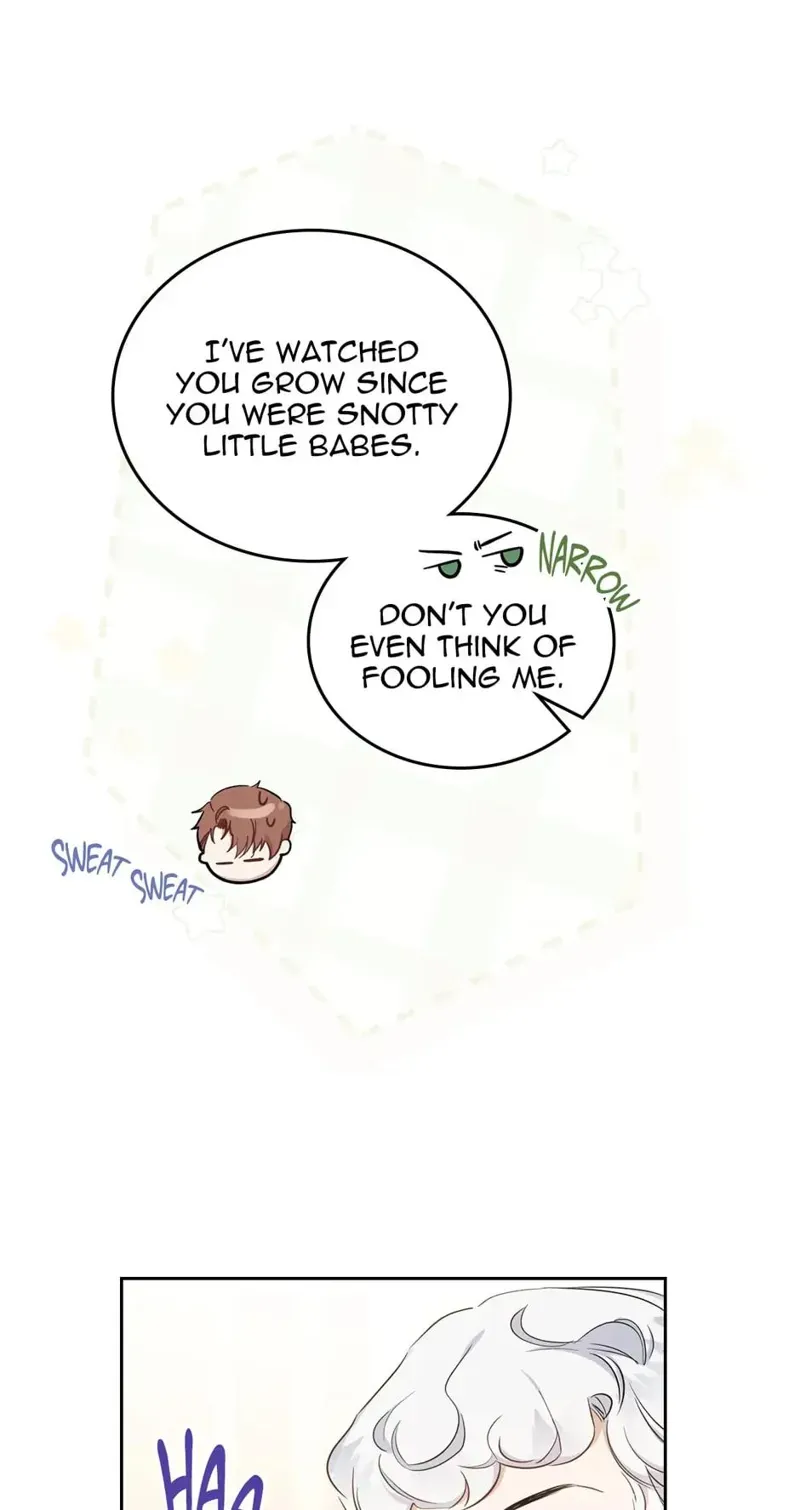 I'VE WATCHED
YOU GROW SINCE
YOU WERE SNOTTY
LITTLE BABES.
NARROW
DON'T YOU
EVEN THINK OF
FOOLING ME.
SWEAT
SWEAT